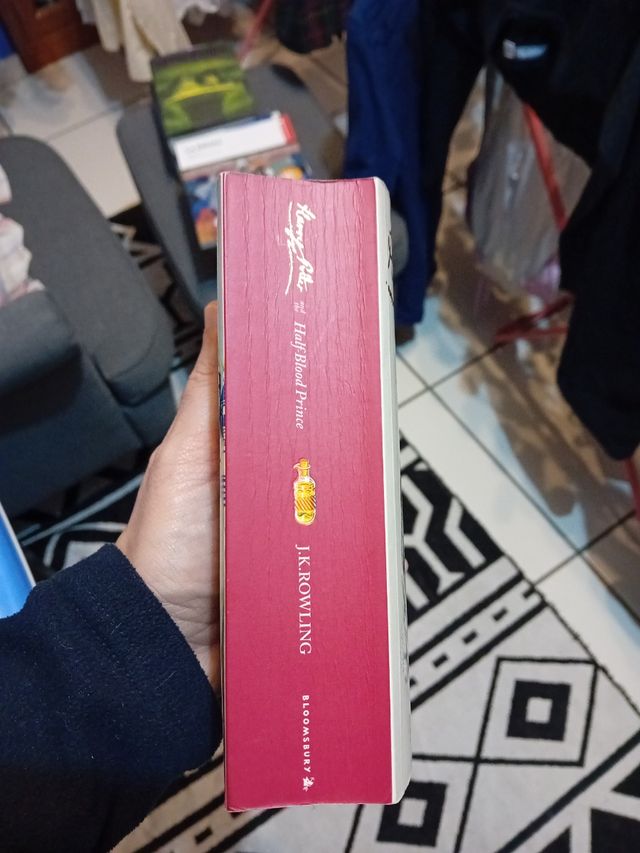 Harry Potter
and the
Half-Blood Prince
J.K.ROWLING
BLOOMSBURY